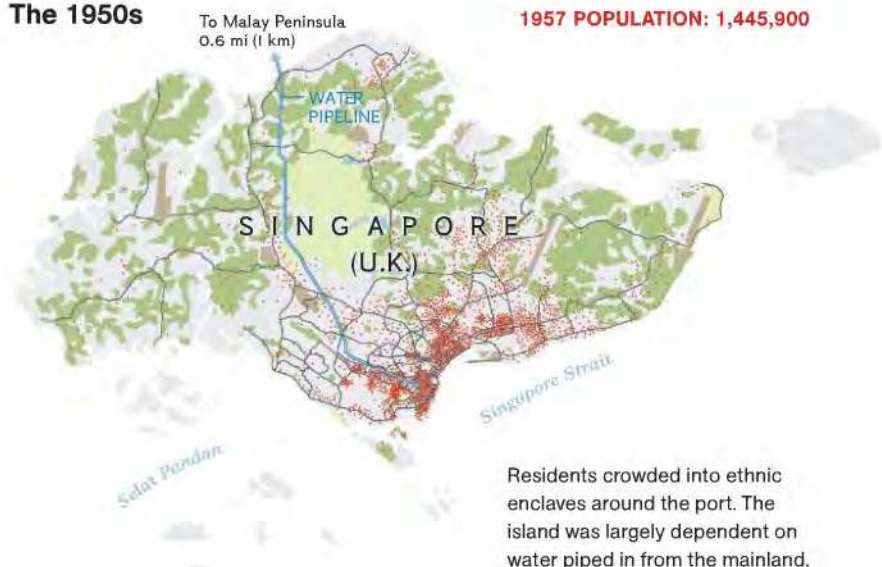 The 1950s
To Malay Peninsula
0.6 mi (1 km)
1957 POPULATION: 1,445,900
WATER
PIPELINE
SINGAPORE
(U.K.)
Singapore Strait
Selat Pandan
Residents crowded into ethnic
enclaves around the port. The
island was largely dependent on
water piped in from the mainland.